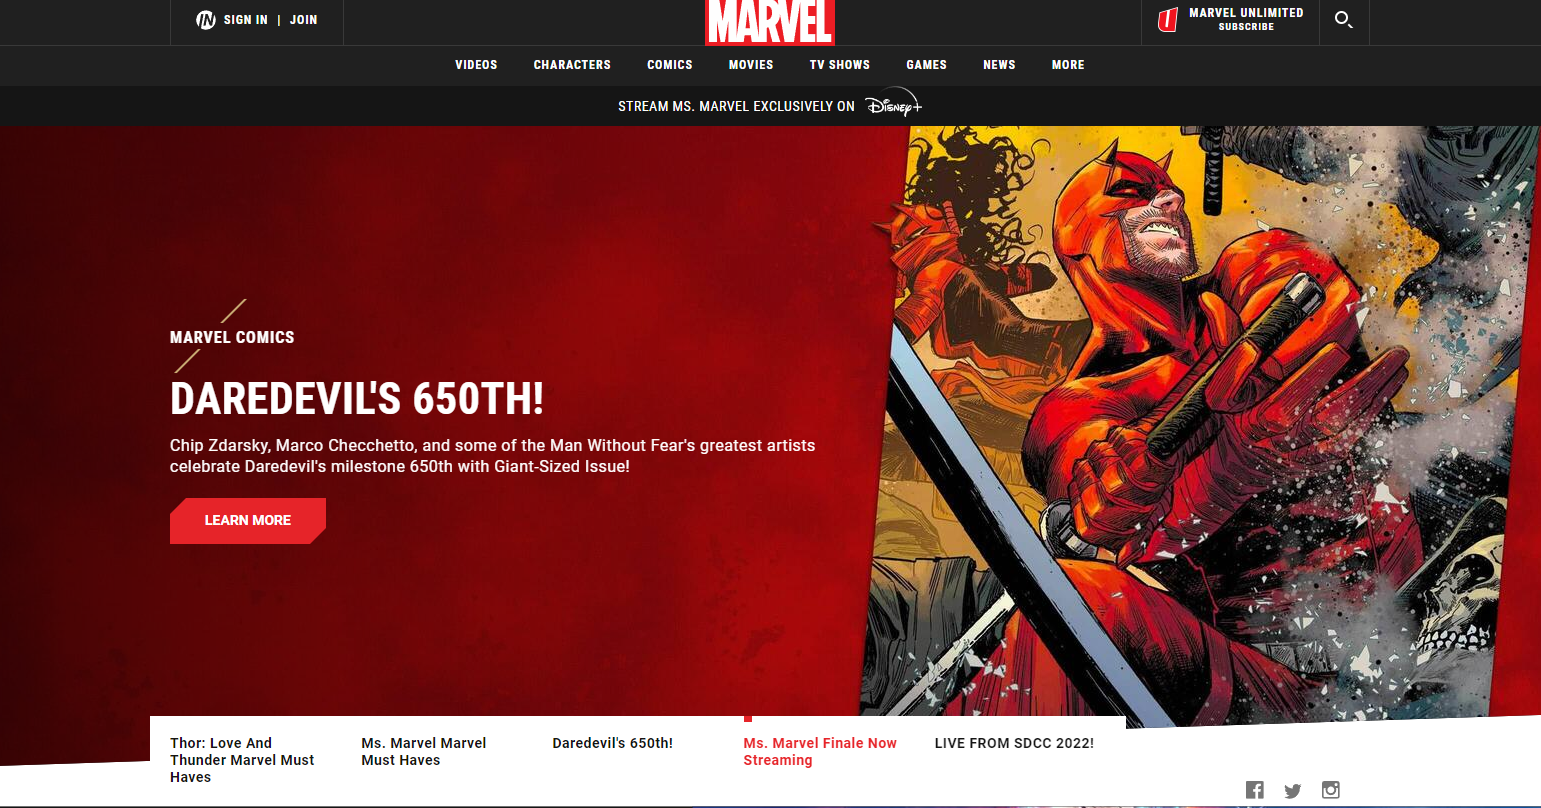 SIGN IN | JOIN
MARVEL
MARVEL UNLIMITED
SUBSCRIBE
VIDEOS CHARACTERS COMICS MOVIES TV SHOWS GAMES NEWS MORE
STREAM MS. MARVEL EXCLUSIVELY ON Disney+
MARVEL COMICS
DAREDEVIL'S 650TH!
Chip Zdarsky, Marco Checchetto, and some of the Man Without Fear's greatest artists
celebrate Daredevil's milestone 650th with Giant-Sized Issue!
LEARN MORE
Thor: Love And
Thunder Marvel Must
Haves
Ms. Marvel Marvel
Must Haves
Daredevil's 650th!
Ms. Marvel Finale Now
Streaming
LIVE FROM SDCC 2022!